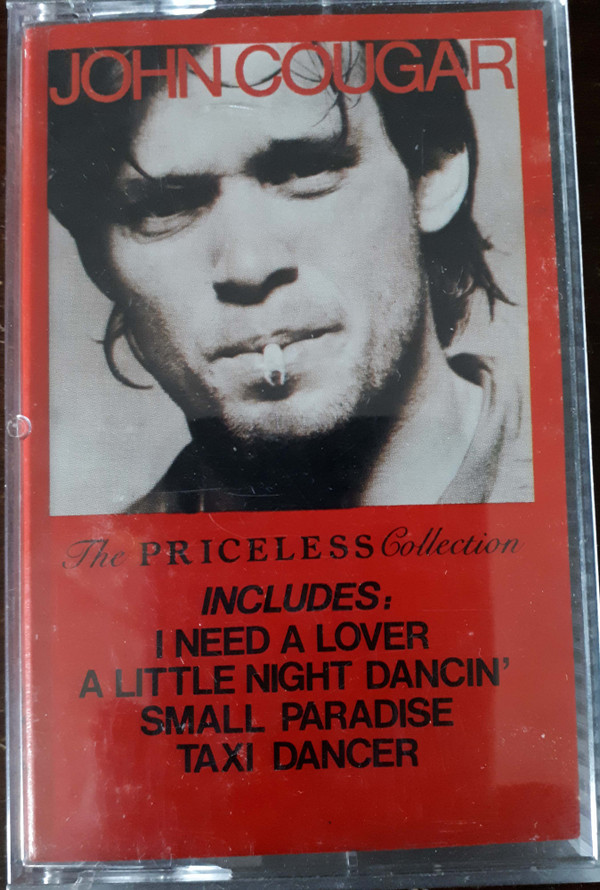 JOHN COUGAR
The PRICELESS Collection
INCLUDES:
I NEED A LOVER
A LITTLE NIGHT DANCIN'
SMALL PARADISE
TAXI DANCER